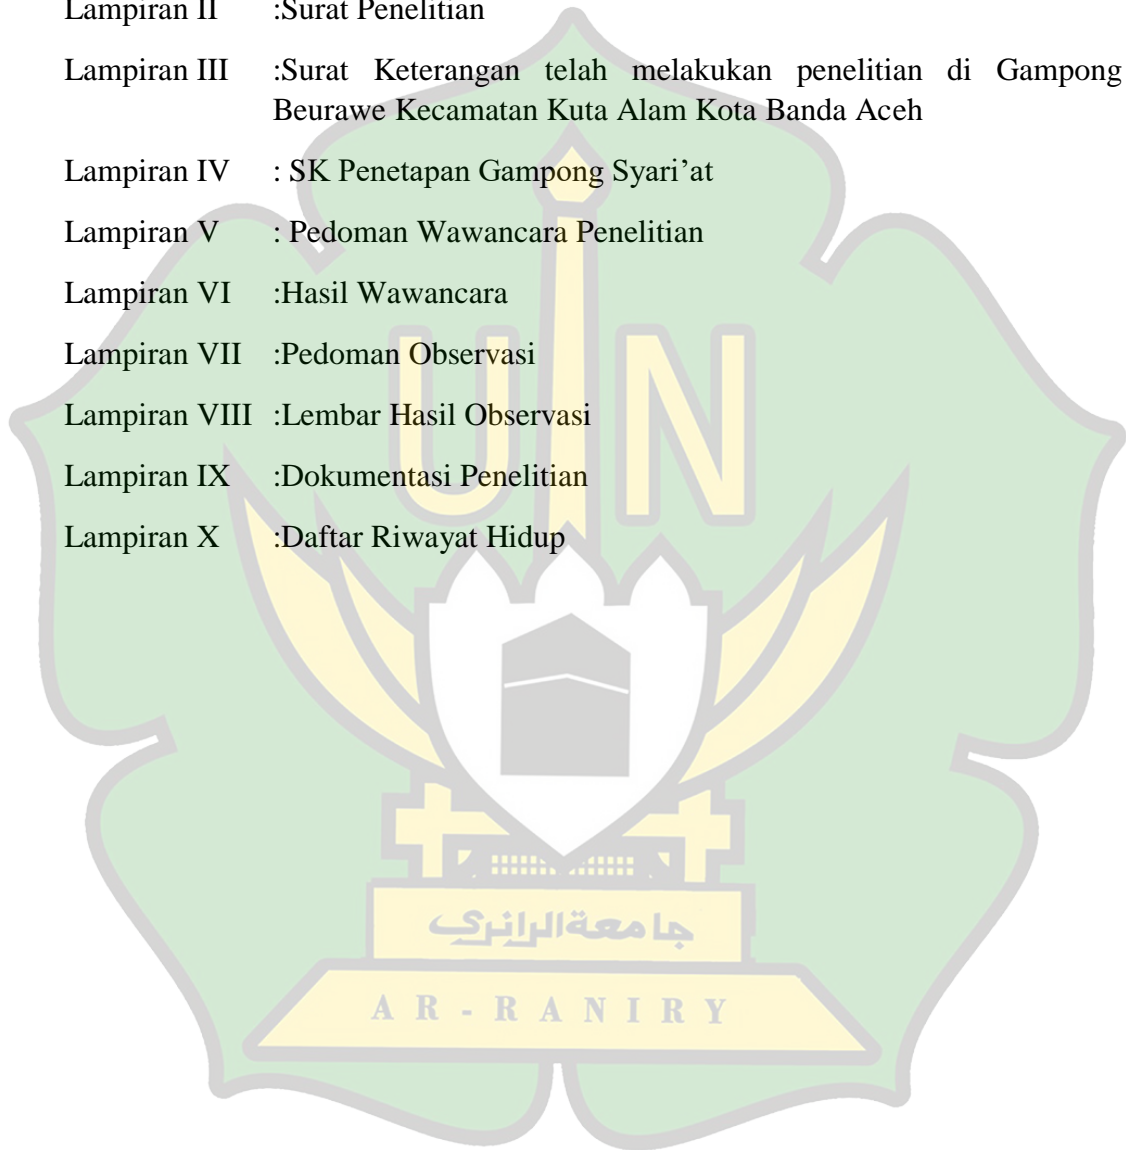 Lampiran II :Surat Penelitian
Lampiran III :Surat Keterangan telah melakukan penelitian di Gampong
Beurawe Kecamatan Kuta Alam Kota Banda Aceh
Lampiran IV : SK Penetapan Gampong Syari’at
Lampiran V : Pedoman Wawancara Penelitian
Lampiran VI :Hasil Wawancara
Lampiran VII :Pedoman Observasi
Lampiran VIII :Lembar Hasil Observasi
Lampiran IX :Dokumentasi Penelitian
Lampiran X :Daftar Riwayat Hidup
UIN
جامعةالرانري
AR-RANIRY